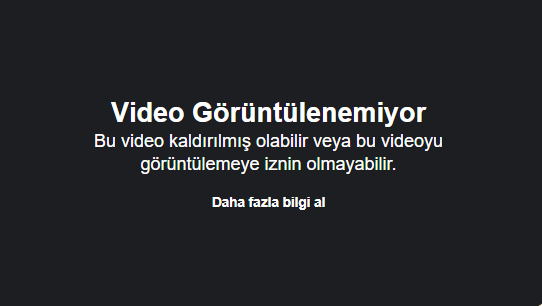 Video Görüntülenemiyor
Bu video kaldırılmış olabilir veya bu videoyu
görüntülemeye iznin olmayabilir.
Daha fazla bilgi al